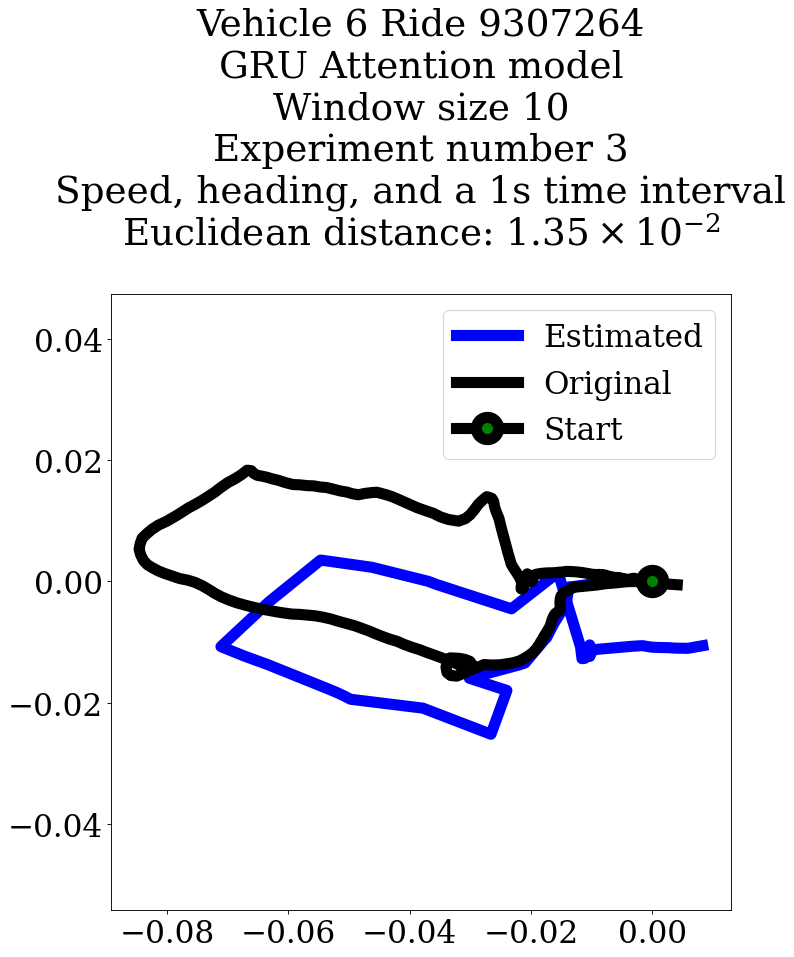 Vehicle 6 Ride 9307264
GRU Attention model
Window size 10
Experiment number 3
Speed, heading, and a 1s time interval
Euclidean distance: 1.35 × 10⁻²
Estimated
Original
Start
0.04
0.02
0.00
−0.02
−0.04
−0.08 −0.06 −0.04 −0.02 0.00